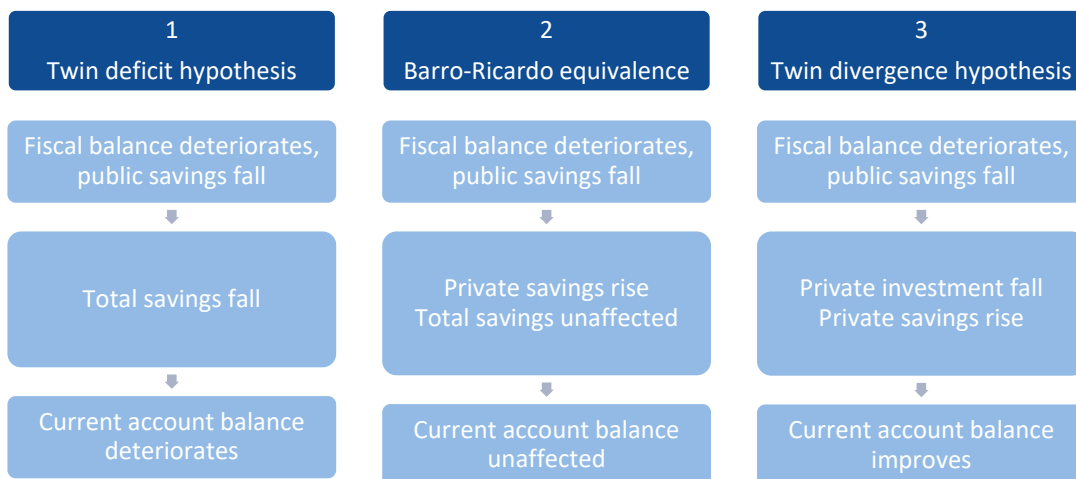 1
Twin deficit hypothesis
Fiscal balance deteriorates,
public savings fall
Total savings fall
Current account balance
deteriorates
2
Barro-Ricardo equivalence
Fiscal balance deteriorates,
public savings fall
Private savings rise
Total savings unaffected
Current account balance
unaffected
3
Twin divergence hypothesis
Fiscal balance deteriorates,
public savings fall
Private investment fall
Private savings rise
Current account balance
improves